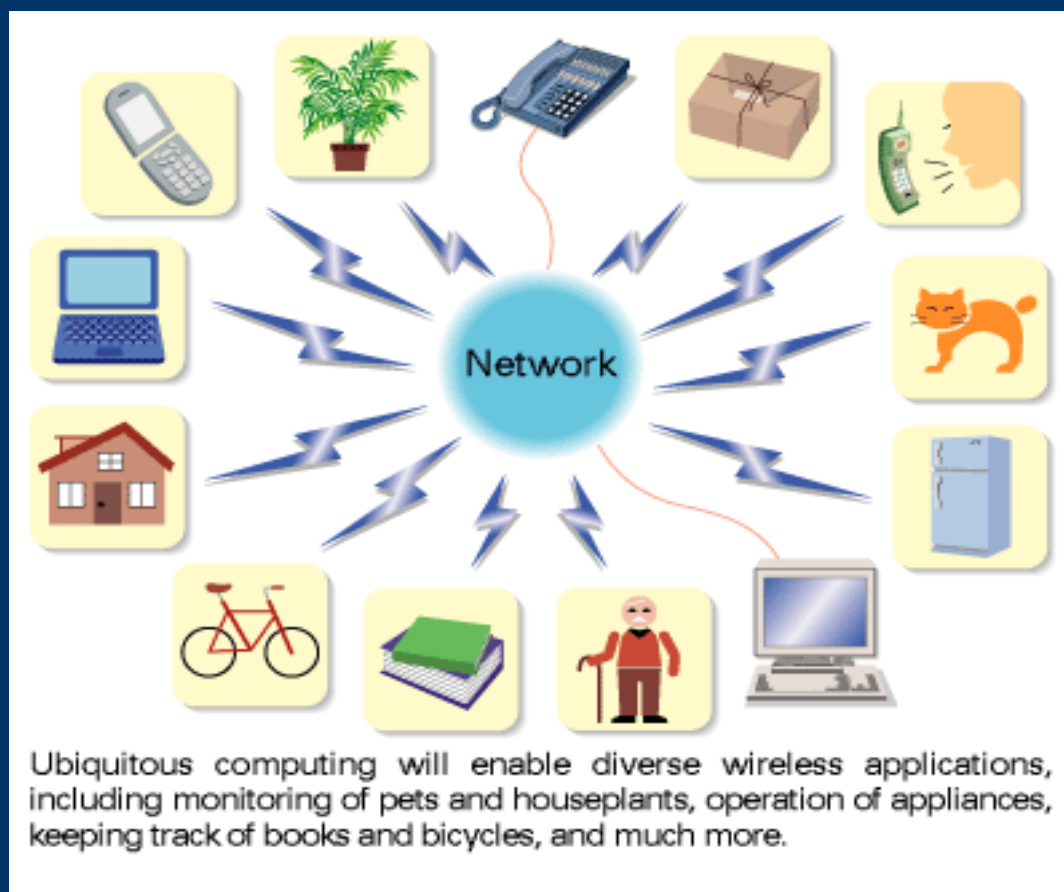 Network
Ubiquitous computing will enable diverse wireless applications,
including monitoring of pets and houseplants, operation of appliances,
keeping track of books and bicycles, and much more.